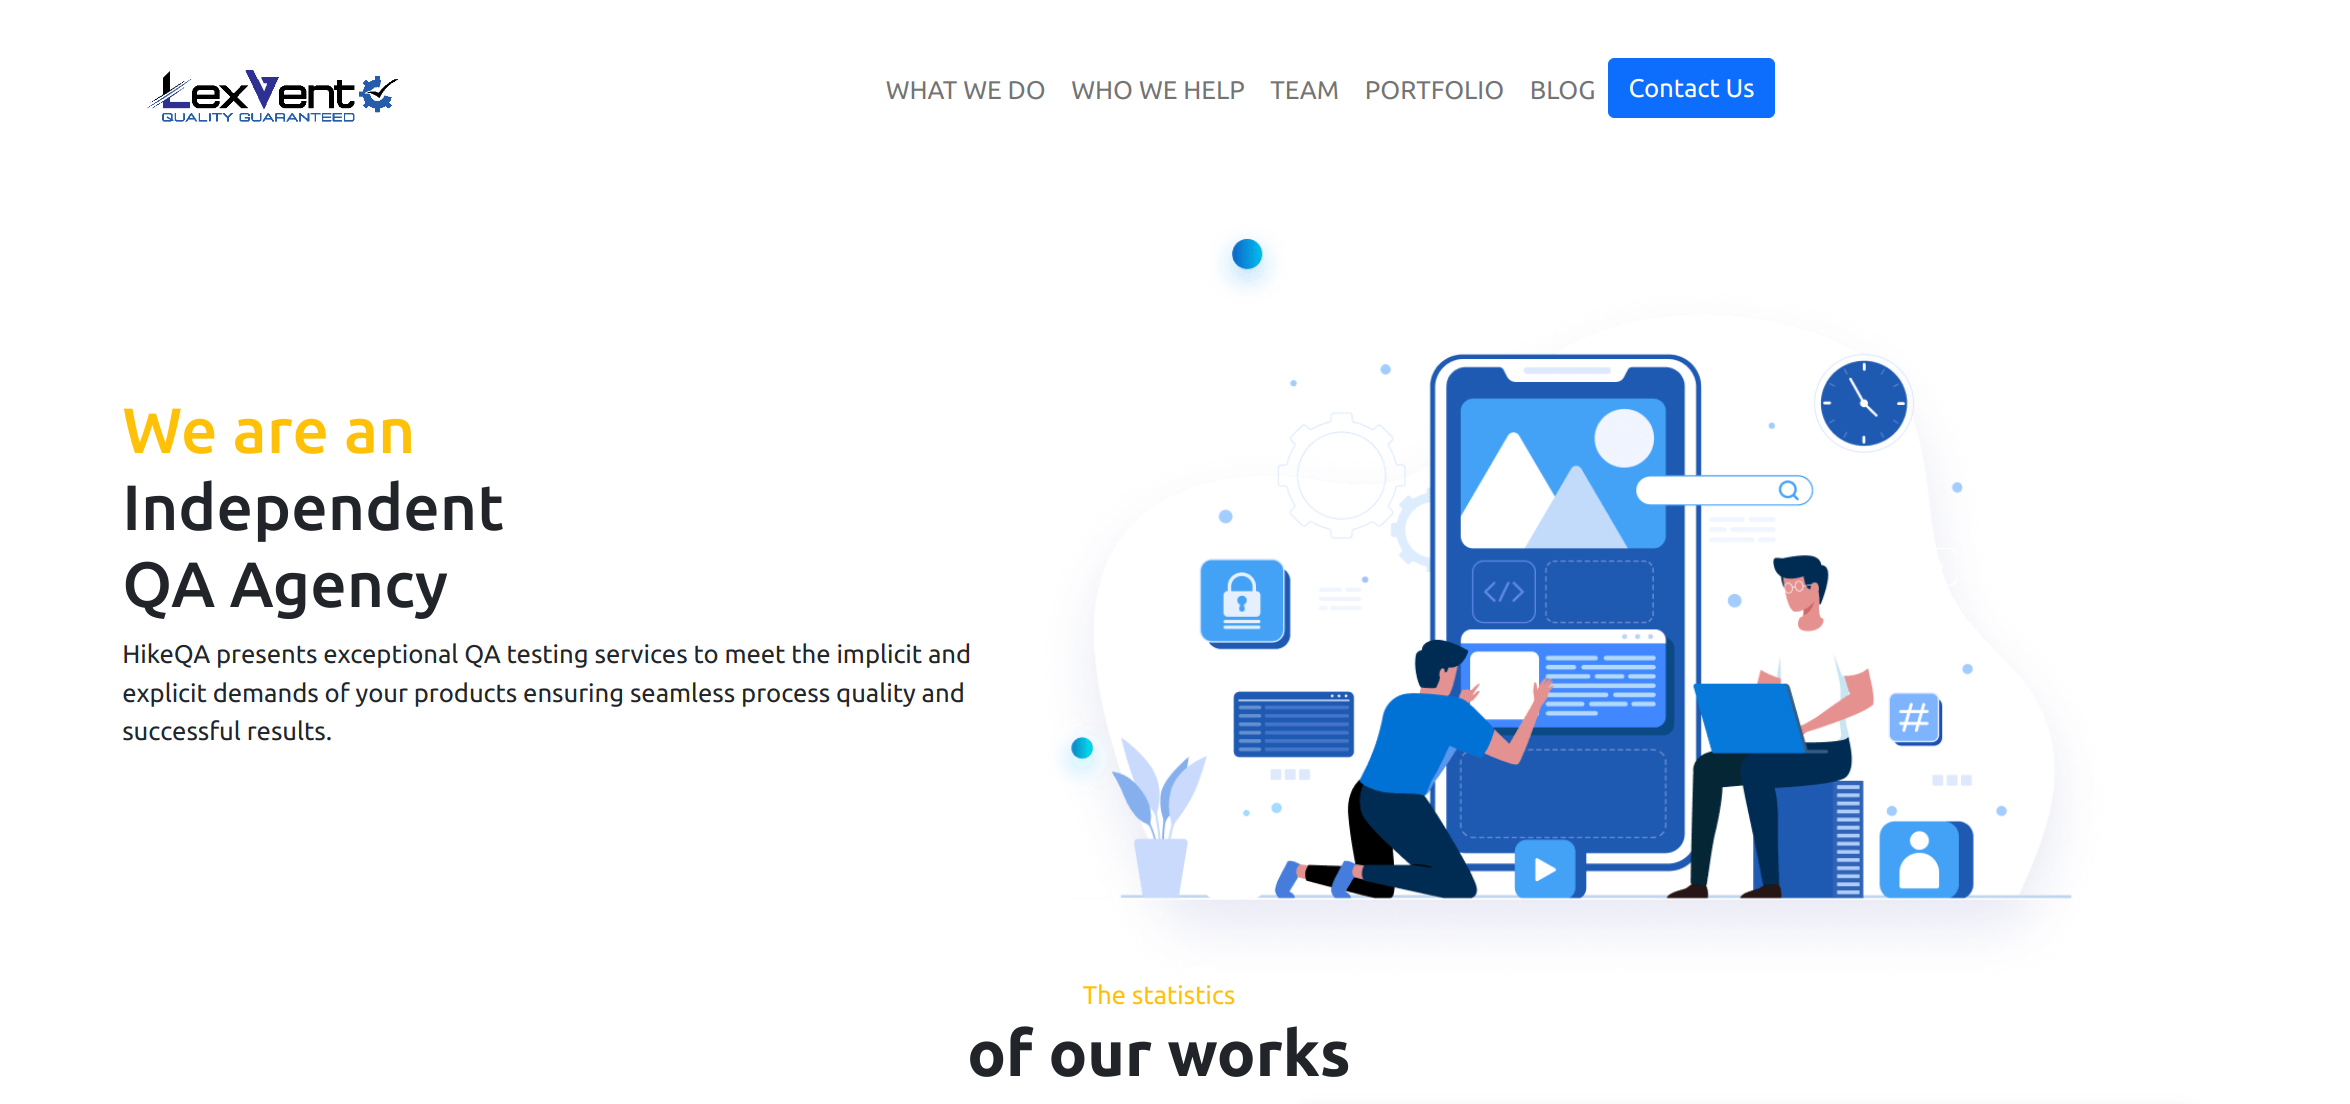 LexVent
QUALITY GUARANTEED
WHAT WE DO WHO WE HELP TEAM PORTFOLIO BLOG Contact Us
We are an
Independent
QA Agency
HikeQA presents exceptional QA testing services to meet the implicit and
explicit demands of your products ensuring seamless process quality and
successful results.
</>
#
The statistics
of our works